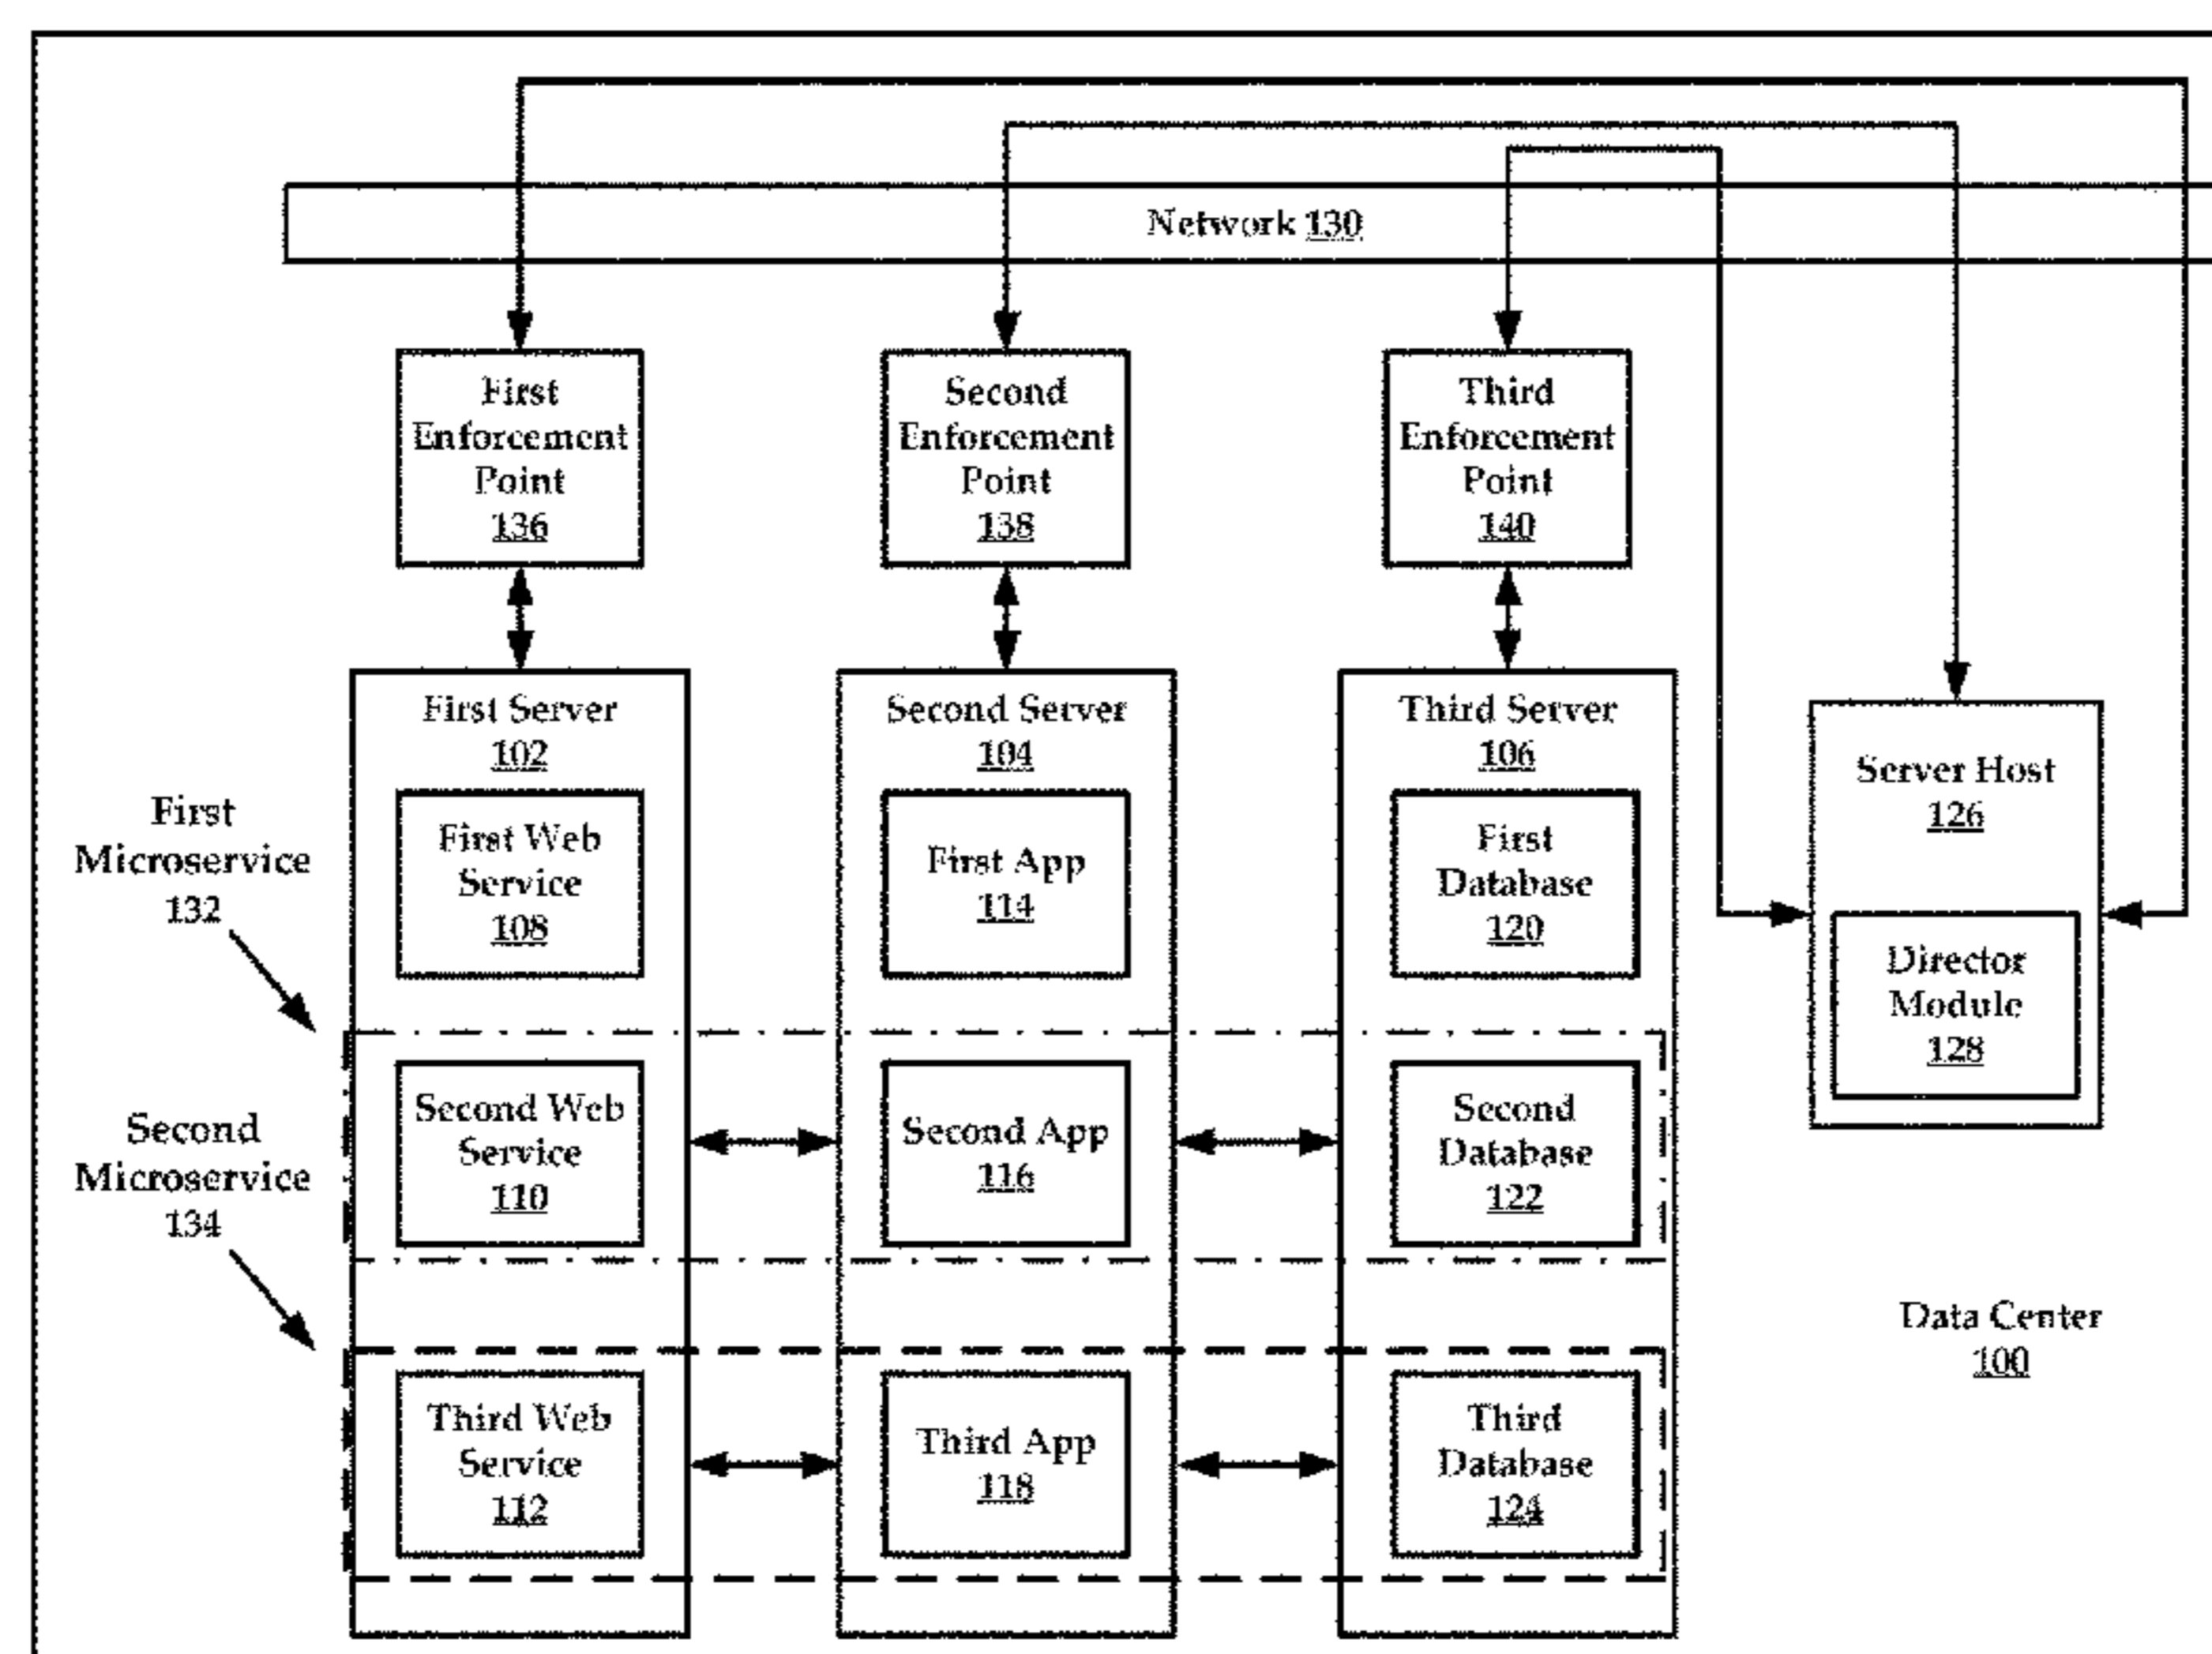 Network 130
First
Enforcement
Point
136
Second
Enforcement
Point
138
Third
Enforcement
Point
140
First Server
102
First Web
Service
108
Second Server
104
First App
114
Third Server
106
First
Database
120
Server Host
126
Director
Module
128
First
Microservice
132
Second Web
Service
110
Second App
116
Second
Database
122
Second
Microservice
134
Third Web
Service
112
Third App
118
Third
Database
124
Data Center
100